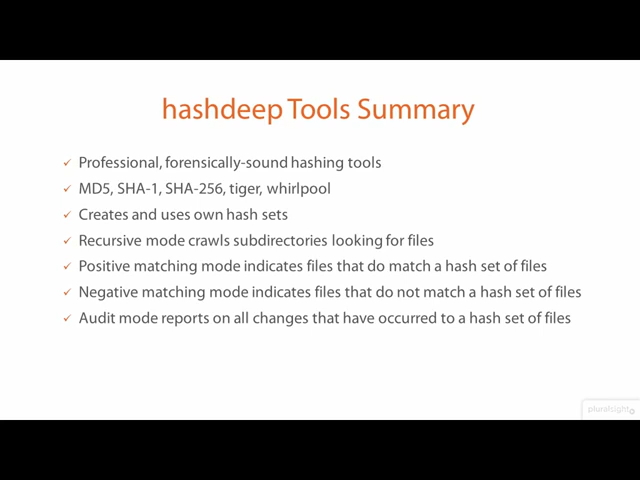 hashdeep Tools Summary
Professional, forensically-sound hashing tools
MD5, SHA-1, SHA-256, tiger, whirlpool
Creates and uses own hash sets
Recursive mode crawls subdirectories looking for files
Positive matching mode indicates files that do match a hash set of files
Negative matching mode indicates files that do not match a hash set of files
Audit mode reports on all changes that have occurred to a hash set of files
pluralsight